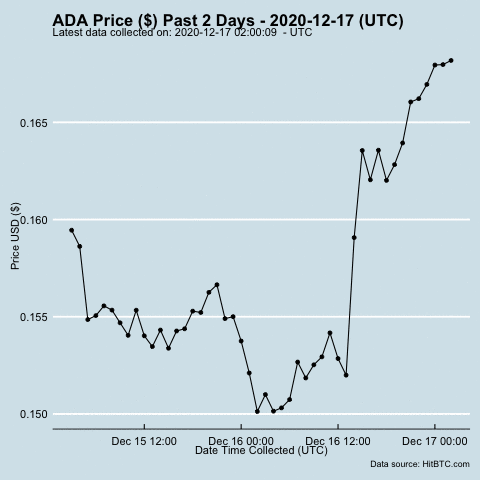 ADA Price ($) Past 2 Days - 2020-12-17 (UTC)
Latest data collected on: 2020-12-17 02:00:09  - UTC
Price USD ($)
0.165
0.160
0.155
0.150
Dec 15 12:00 Dec 16 00:00 Dec 16 12:00 Dec 17 00:00
Date Time Collected (UTC)
Data source: HitBTC.com